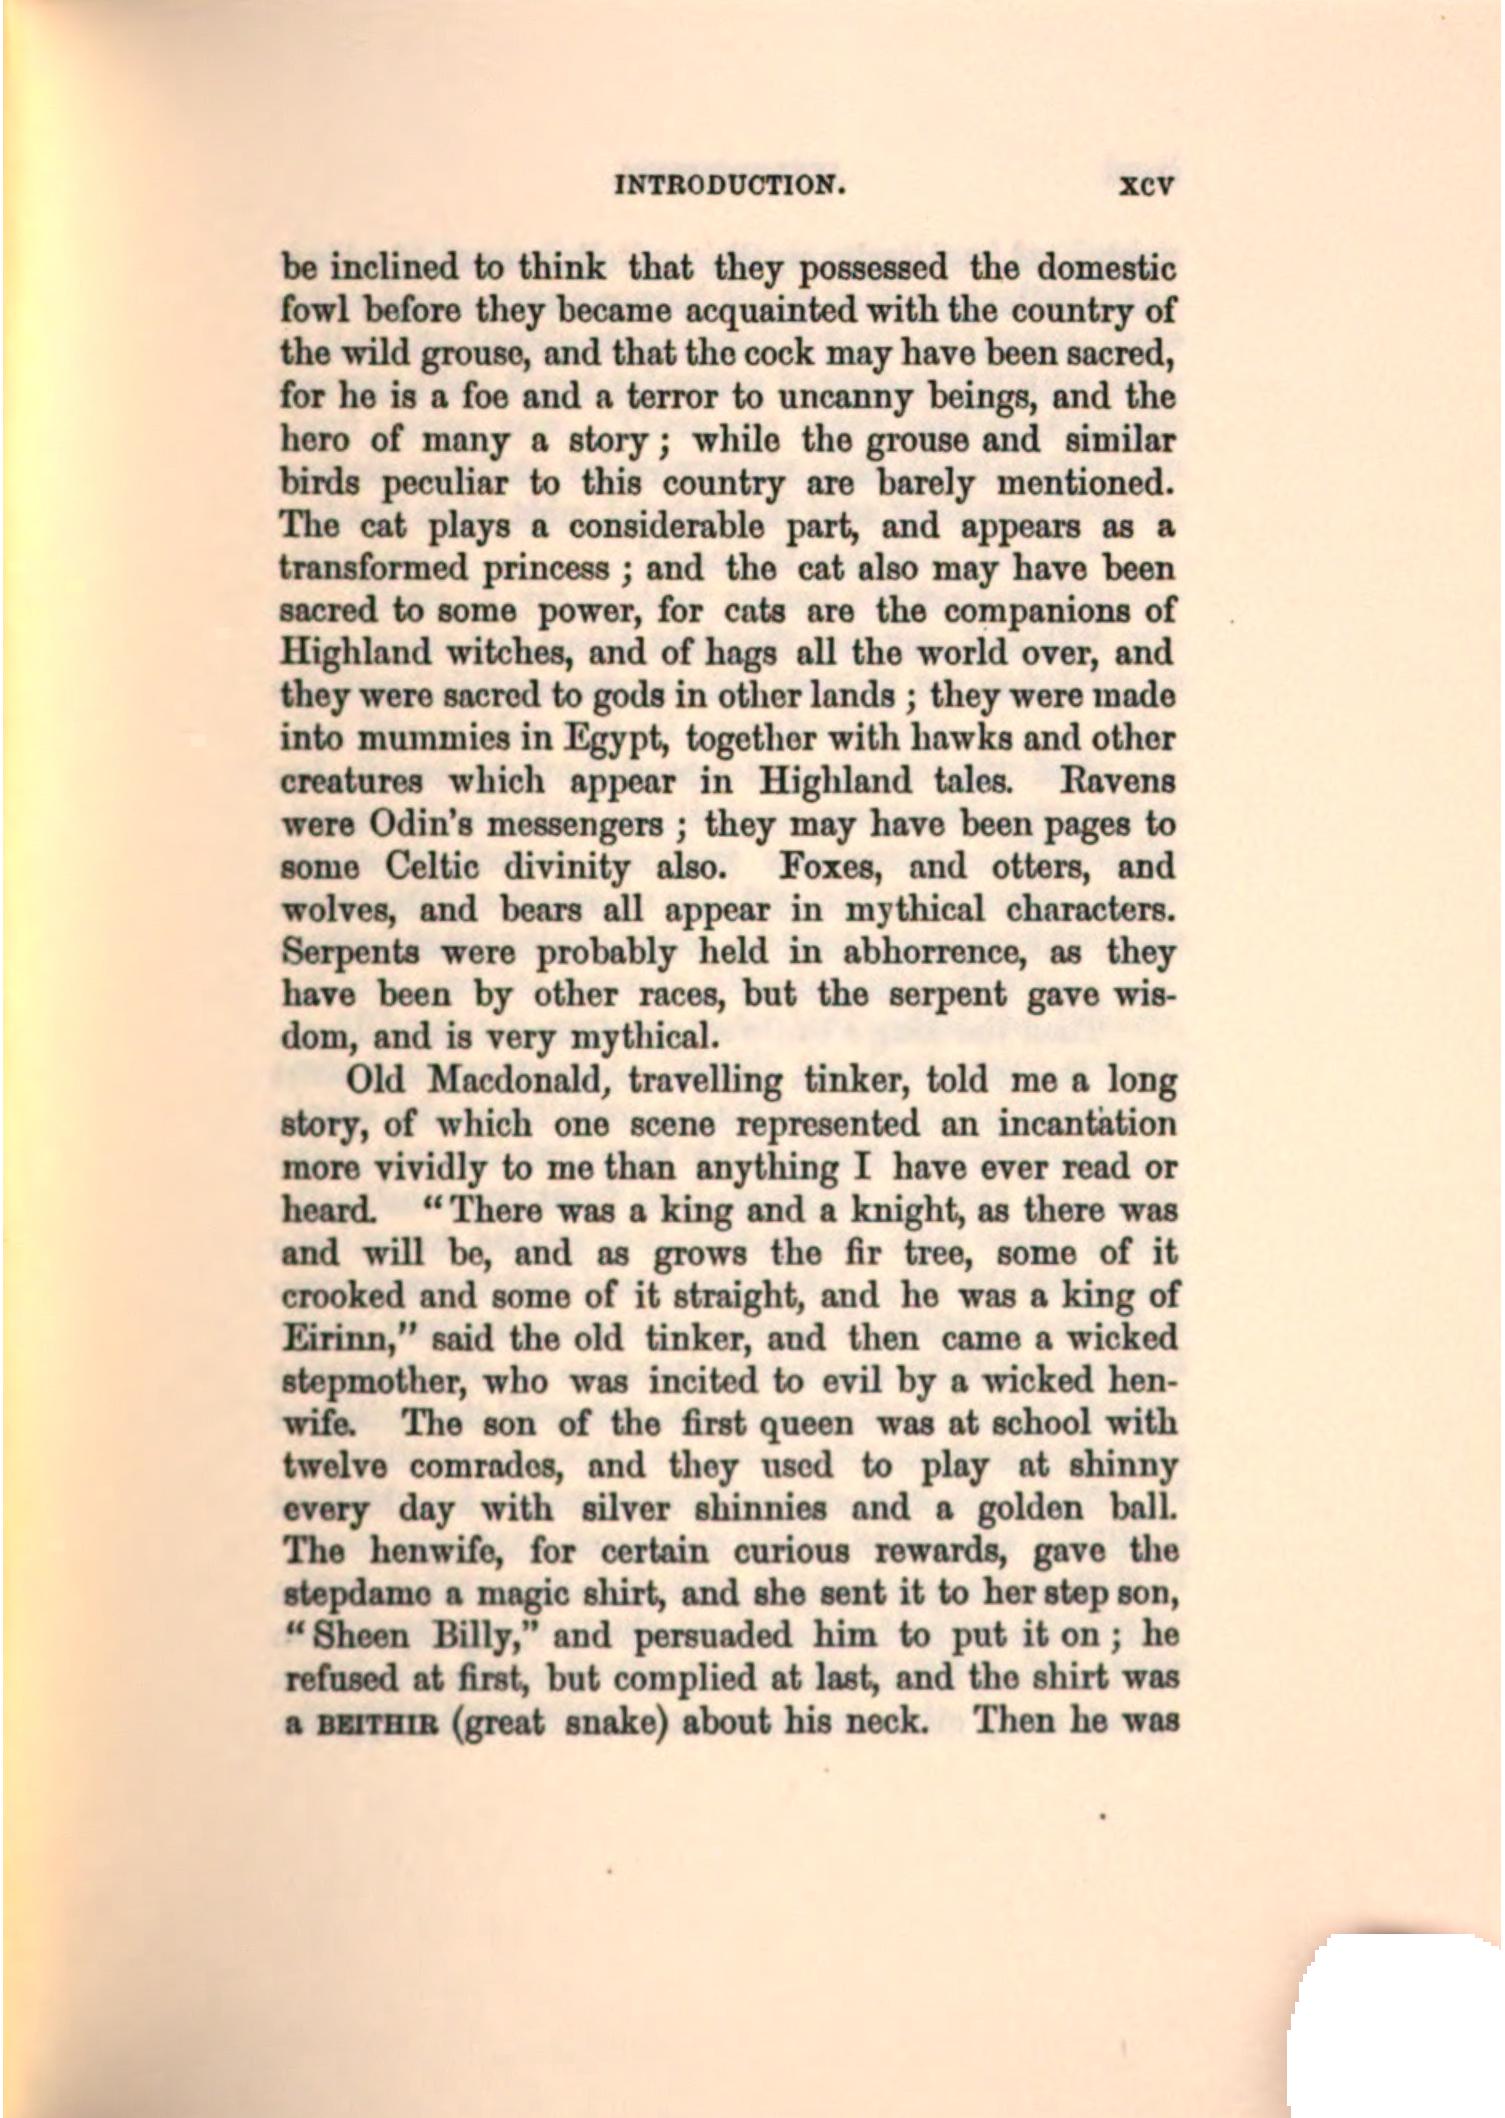 INTRODUCTION. XCV
be inclined to think that they possessed the domestic
fowl before they became acquainted with the country of
the wild grouse, and that the cock may have been sacred,
for he is a foe and a terror to uncanny beings, and the
hero of many a story ; while the grouse and similar
birds peculiar to this country are barely mentioned.
The cat plays a considerable part, and appears as a
transformed princess ; and the cat also may have been
sacred to some power, for cats are the companions of
Highland witches, and of hags all the world over, and
they were sacred to gods in other lands ; they were made
into mummies in Egypt, together with hawks and other
creatures which appear in Highland tales. Ravens
were Odin's messengers ; they may have been pages to
some Celtic divinity also. Foxes, and otters, and
wolves, and bears all appear in mythical characters.
Serpents were probably held in abhorrence, as they
have been by other races, but the serpent gave wis-
dom, and is very mythical.
Old Macdonald, travelling tinker, told me a long
story, of which one scene represented an incantation
more vividly to me than anything I have ever read or
heard. “There was a king and a knight, as there was
and will be, and as grows the fir tree, some of it
crooked and some of it straight, and he was a king of
Eirinn,” said the old tinker, and then came a wicked
stepmother, who was incited to evil by a wicked hen-
wife. The son of the first queen was at school with
twelve comrades, and they used to play at shinny
every day with silver shinnies and a golden ball.
The henwife, for certain curious rewards, gave the
stepdame a magic shirt, and she sent it to her step son,
“Sheen Billy,” and persuaded him to put it on ; he
refused at first, but complied at last, and the shirt was
a BEITHIR (great snake) about his neck. Then he was